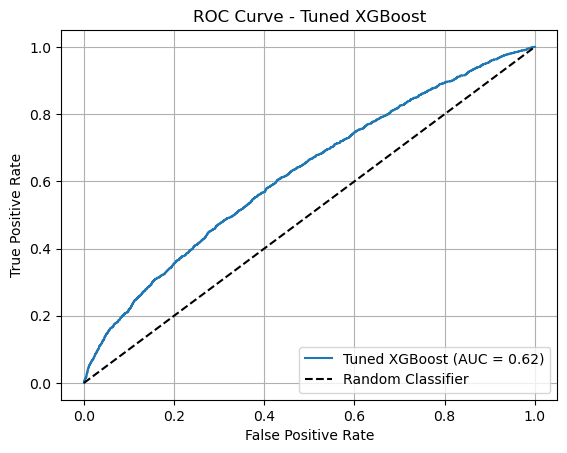 ROC Curve - Tuned XGBoost
True Positive Rate
1.0
0.8
0.6
0.4
0.2
0.0
Tuned XGBoost (AUC = 0.62)
Random Classifier
0.0 0.2 0.4 0.6 0.8 1.0
False Positive Rate